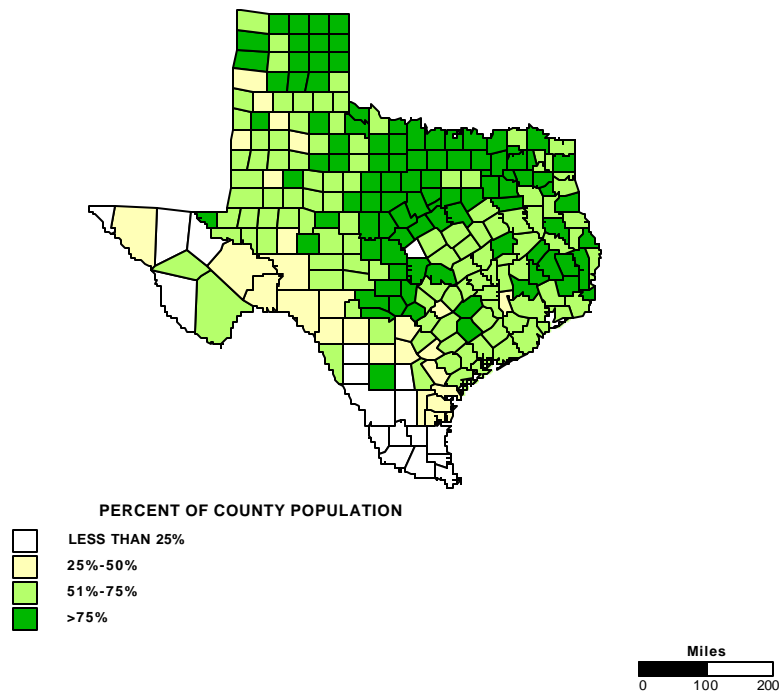 PERCENT OF COUNTY POPULATION
LESS THAN 25%
25%-50%
51%-75%
>75%
Miles
0 100 200